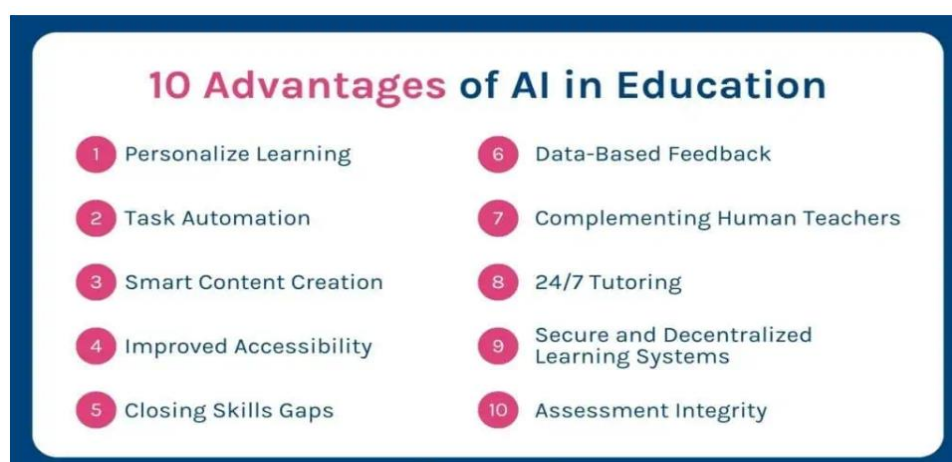 10 Advantages of AI in Education
1 Personalize Learning
2 Task Automation
3 Smart Content Creation
4 Improved Accessibility
5 Closing Skills Gaps
6 Data-Based Feedback
7 Complementing Human Teachers
8 24/7 Tutoring
9 Secure and Decentralized
Learning Systems
10 Assessment Integrity